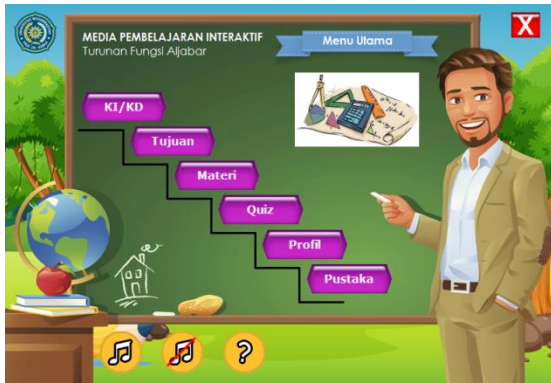 MEDIA PEMBELAJARAN INTERAKTIF
Turunan Fungsi Aljabar
Menu Utama
X
KI/KD
Tujuan
Materi
Quiz
Profil
Pustaka
?